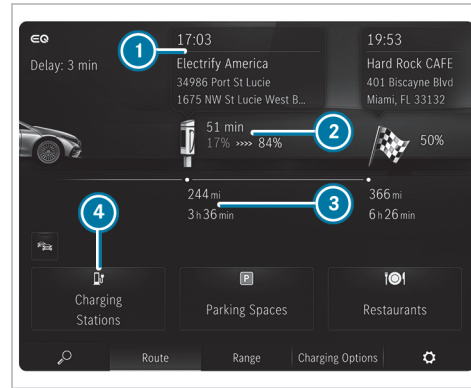 EQ
Delay: 3 min
1
17:03
Electrify America
34986 Port St Lucie
1675 NW St Lucie West B...
19:53
Hard Rock CAFE
401 Biscayne Blvd
Miami, FL 33132
51 min
17% >>>> 84%
2
50%
244 mi
3 h 36 min
3
366 mi
6 h 26 min
4
Charging
Stations
P
Parking Spaces
Restaurants
Route
Range
Charging Options